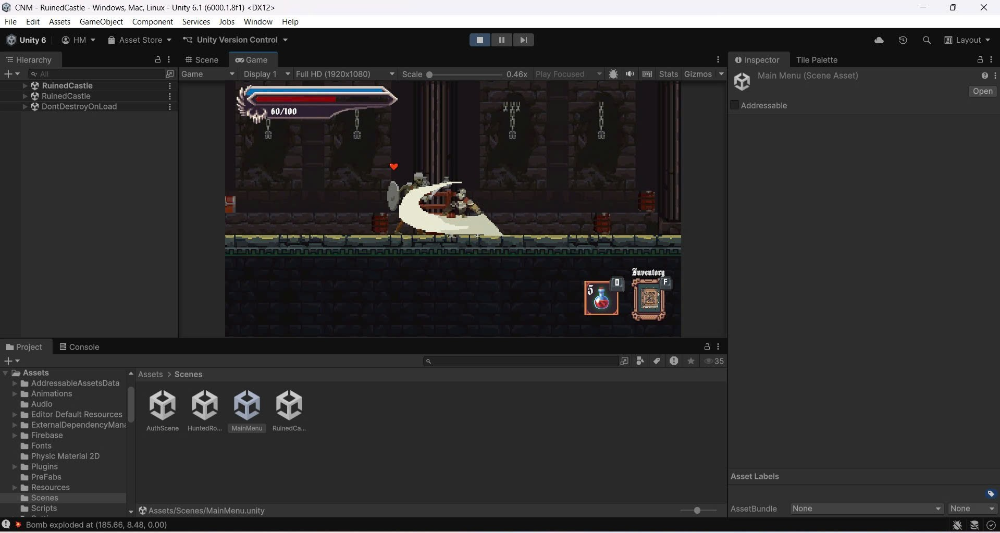 CNM - RuinedCastle - Windows, Mac, Linux - Unity 6.1 (6000.1.8f1) <DX12>
File Edit Assets GameObject Component Services Jobs Window Help
Unity 6 HM Asset Store Unity Version Control Layout
Hierarchy Scene Game Inspector Tile Palette
All Game Display 1 Full HD (1920x1080) Scale 0.46x Play Focused Stats Gizmos
Main Menu (Scene Asset)
Open
Addressable
RuinedCastle
RuinedCastle
DontDestroyOnLoad
60/100
Inventory
5
F
Project Console
35
Assets
AddressableAssetsData
Animations
Audio
Editor Default Resources
ExternalDependencyMana
Firebase
Fonts
Physic Material 2D
Plugins
PreFabs
Resources
Scenes
Scripts
Assets > Scenes
AuthScene HuntedRo... MainMenu RuinedCa...
Assets/Scenes/MainMenu.unity
Asset Labels
AssetBundle None None
Bomb exploded at (185.66, 8.48, 0.00)